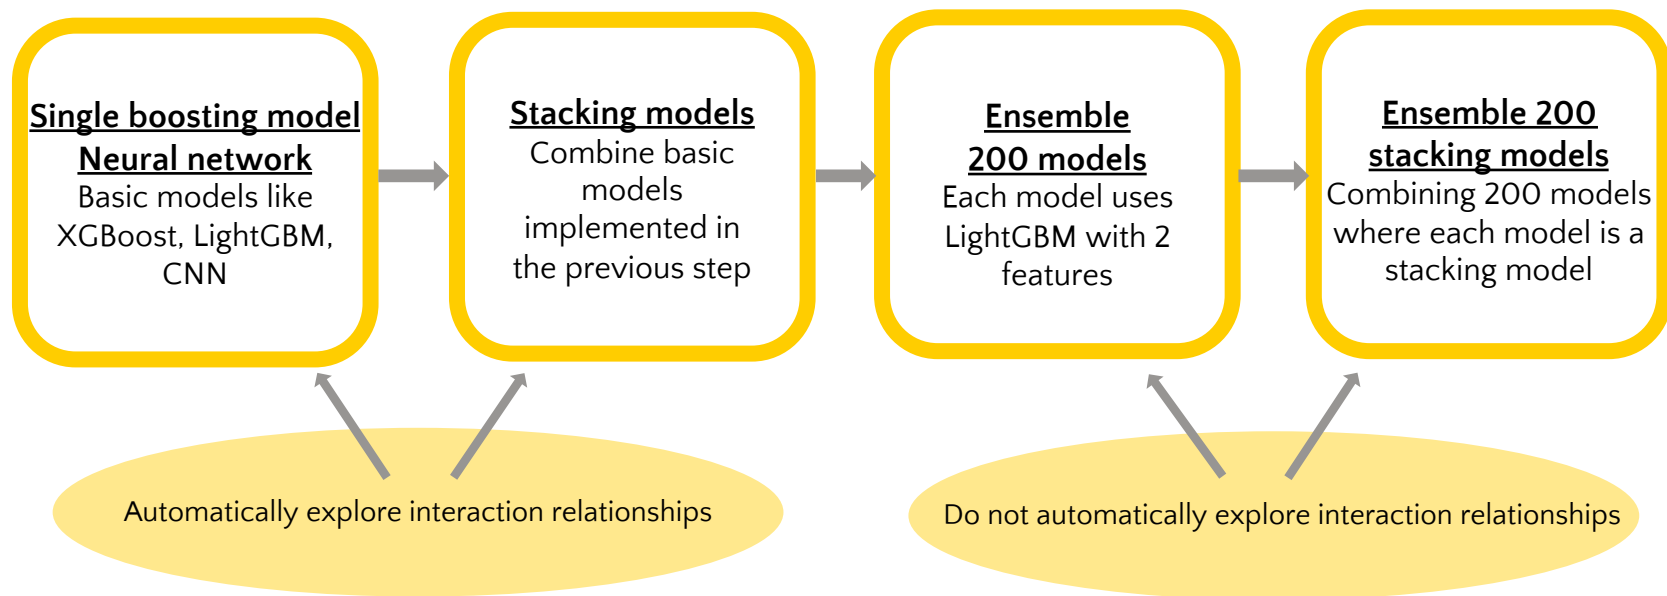 Single boosting model
Neural network
Basic models like
XGBoost, LightGBM,
CNN
Stacking models
Combine basic
models
implemented in
the previous step
Ensemble
200 models
Each model uses
LightGBM with 2
features
Ensemble 200
stacking models
Combining 200 models
where each model is a
stacking model
Automatically explore interaction relationships
Do not automatically explore interaction relationships